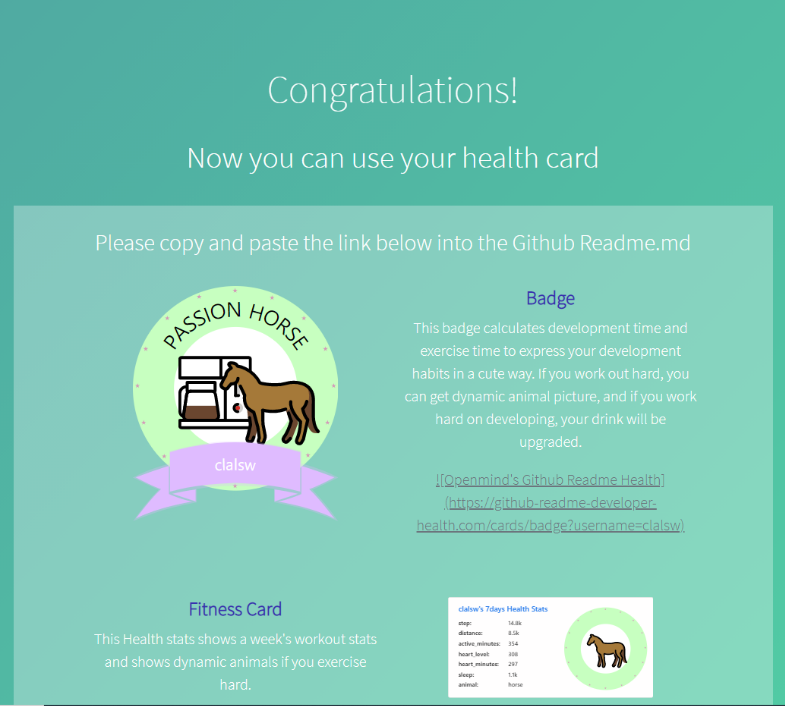 Congratulations!
Now you can use your health card
Please copy and paste the link below into the Github Readme.md
PASSION HORSE
clalsw
Badge
This badge calculates development time and
exercise time to express your development
habits in a cute way. If you work out hard, you
can get dynamic animal picture, and if you work
hard on developing, your drink will be
upgraded.
![Openmind's Github Readme Health]
(https://github-readme-developer-
health.com/cards/badge?username=clalsw)
Fitness Card
This Health stats shows a week's workout stats
and shows dynamic animals if you exercise
hard.
clalsw's 7days Health Stats
step: 14.8k
distance: 8.5k
active_minutes: 354
heart_level: 308
heart_minutes: 297
sleep: 1.1k
animal: horse